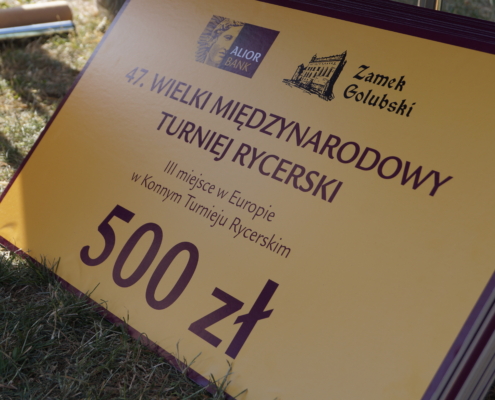 ALIOR
BANK
Zamek
Golubski
47. WIELKI MIĘDZYNARODOWY
TURNIEJ RYCERSKI
III miejsce w Europie
w Konnym Turnieju Rycerskim
500 zł